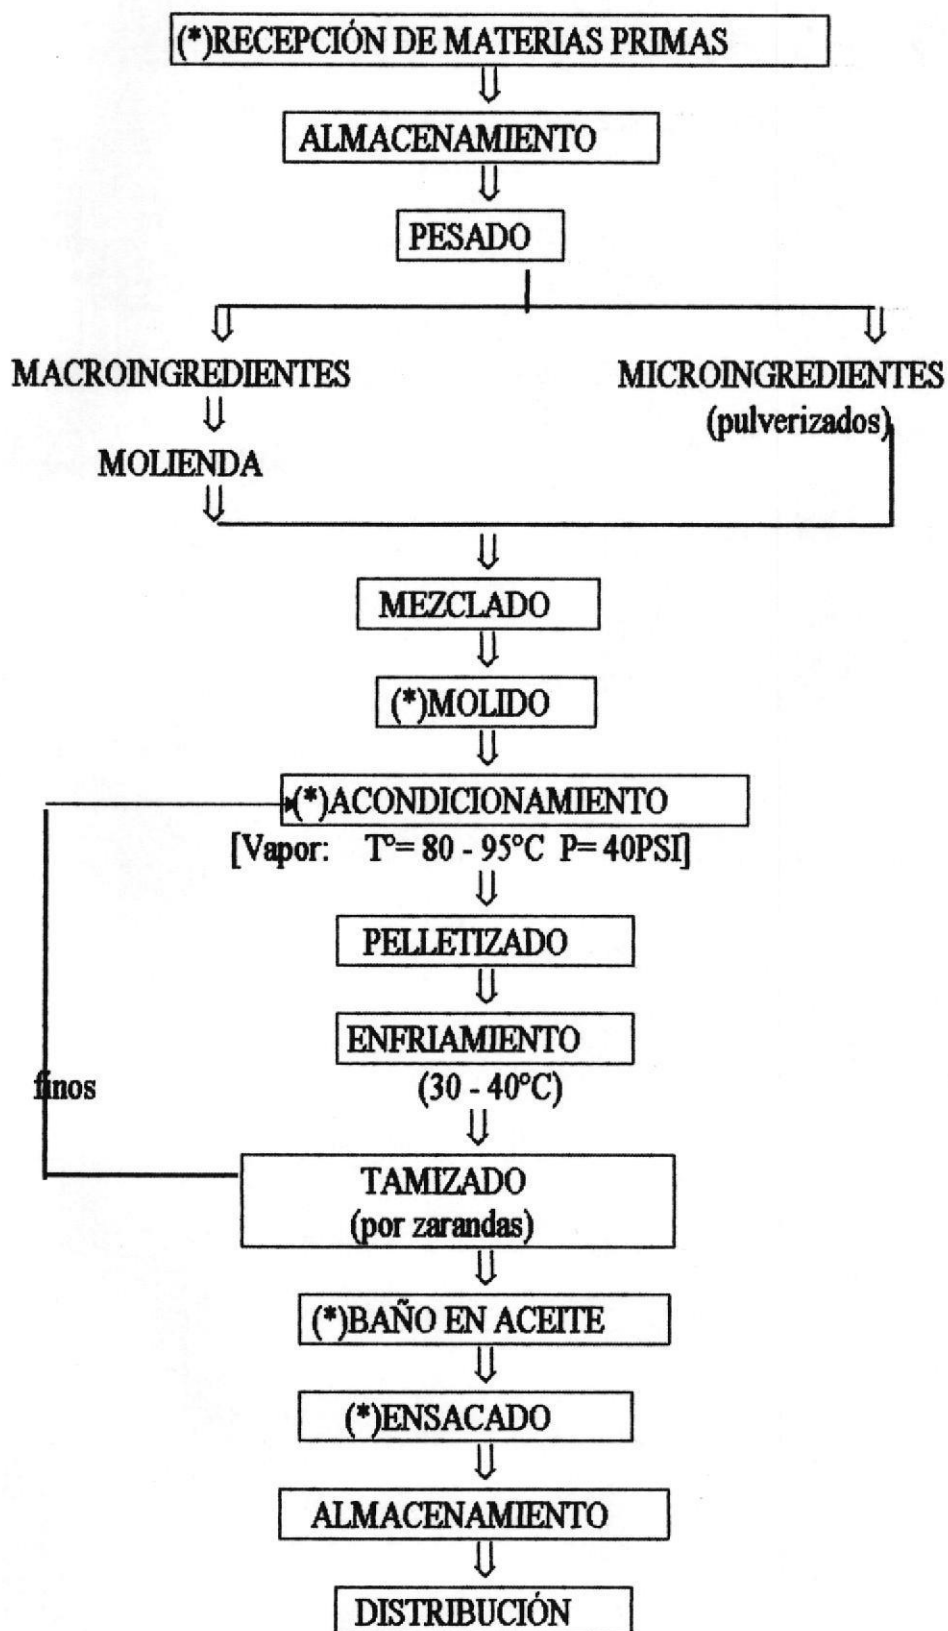 (*)RECEPCIÓN DE MATERIAS PRIMAS
ALMACENAMIENTO
PESADO
MACROINGREDIENTES
MICROINGREDIENTES
(pulverizados)
MOLIENDA
MEZCLADO
(*)MOLIDO
(*)ACONDICIONAMIENTO
[Vapor: Tº= 80 - 95°C P= 40PSI]
PELLETIZADO
ENFRIAMIENTO
(30 - 40°C)
finos
TAMIZADO
(por zarandas)
(*)BAÑO EN ACEITE
(*)ENSACADO
ALMACENAMIENTO
DISTRIBUCIÓN